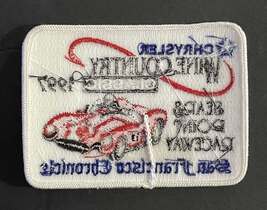 CHRYSLER
WINE COUNTRY
1997
SEARS
POINT
RACEWAY
San Francisco Chronicle